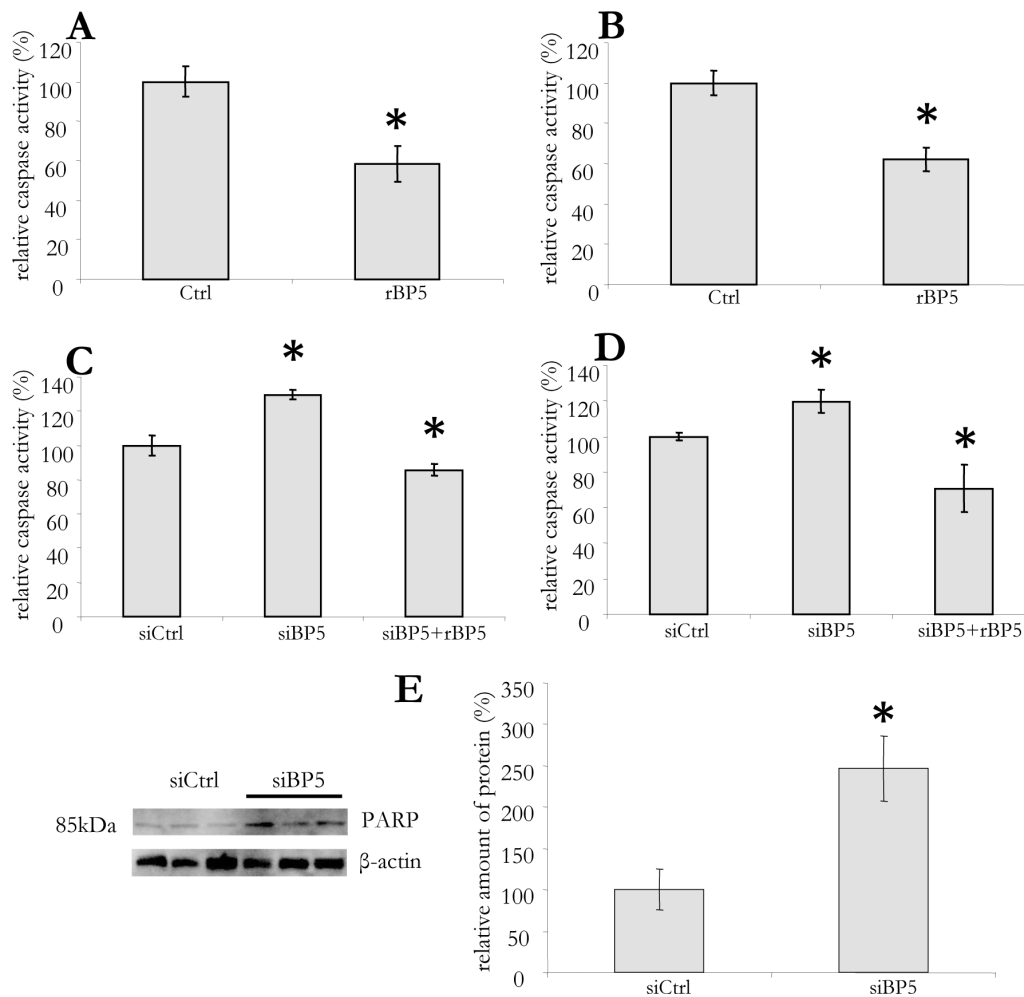 A
relative caspase activity (%)
120
100
80
60
40
20
0
*
Ctrl
rBP5
B
relative caspase activity (%)
120
100
80
60
40
20
0
*
Ctrl
rBP5
C
relative caspase activity (%)
140
120
100
80
60
40
20
0
*
*
siCtrl
siBP5
siBP5+rBP5
D
relative caspase activity (%)
140
120
100
80
60
40
20
0
*
*
siCtrl
siBP5
siBP5+rBP5
E
siCtrl siBP5
85kDa PARP
β-actin
relative amount of protein (%)
350
300
250
200
150
100
50
0
*
siCtrl
siBP5